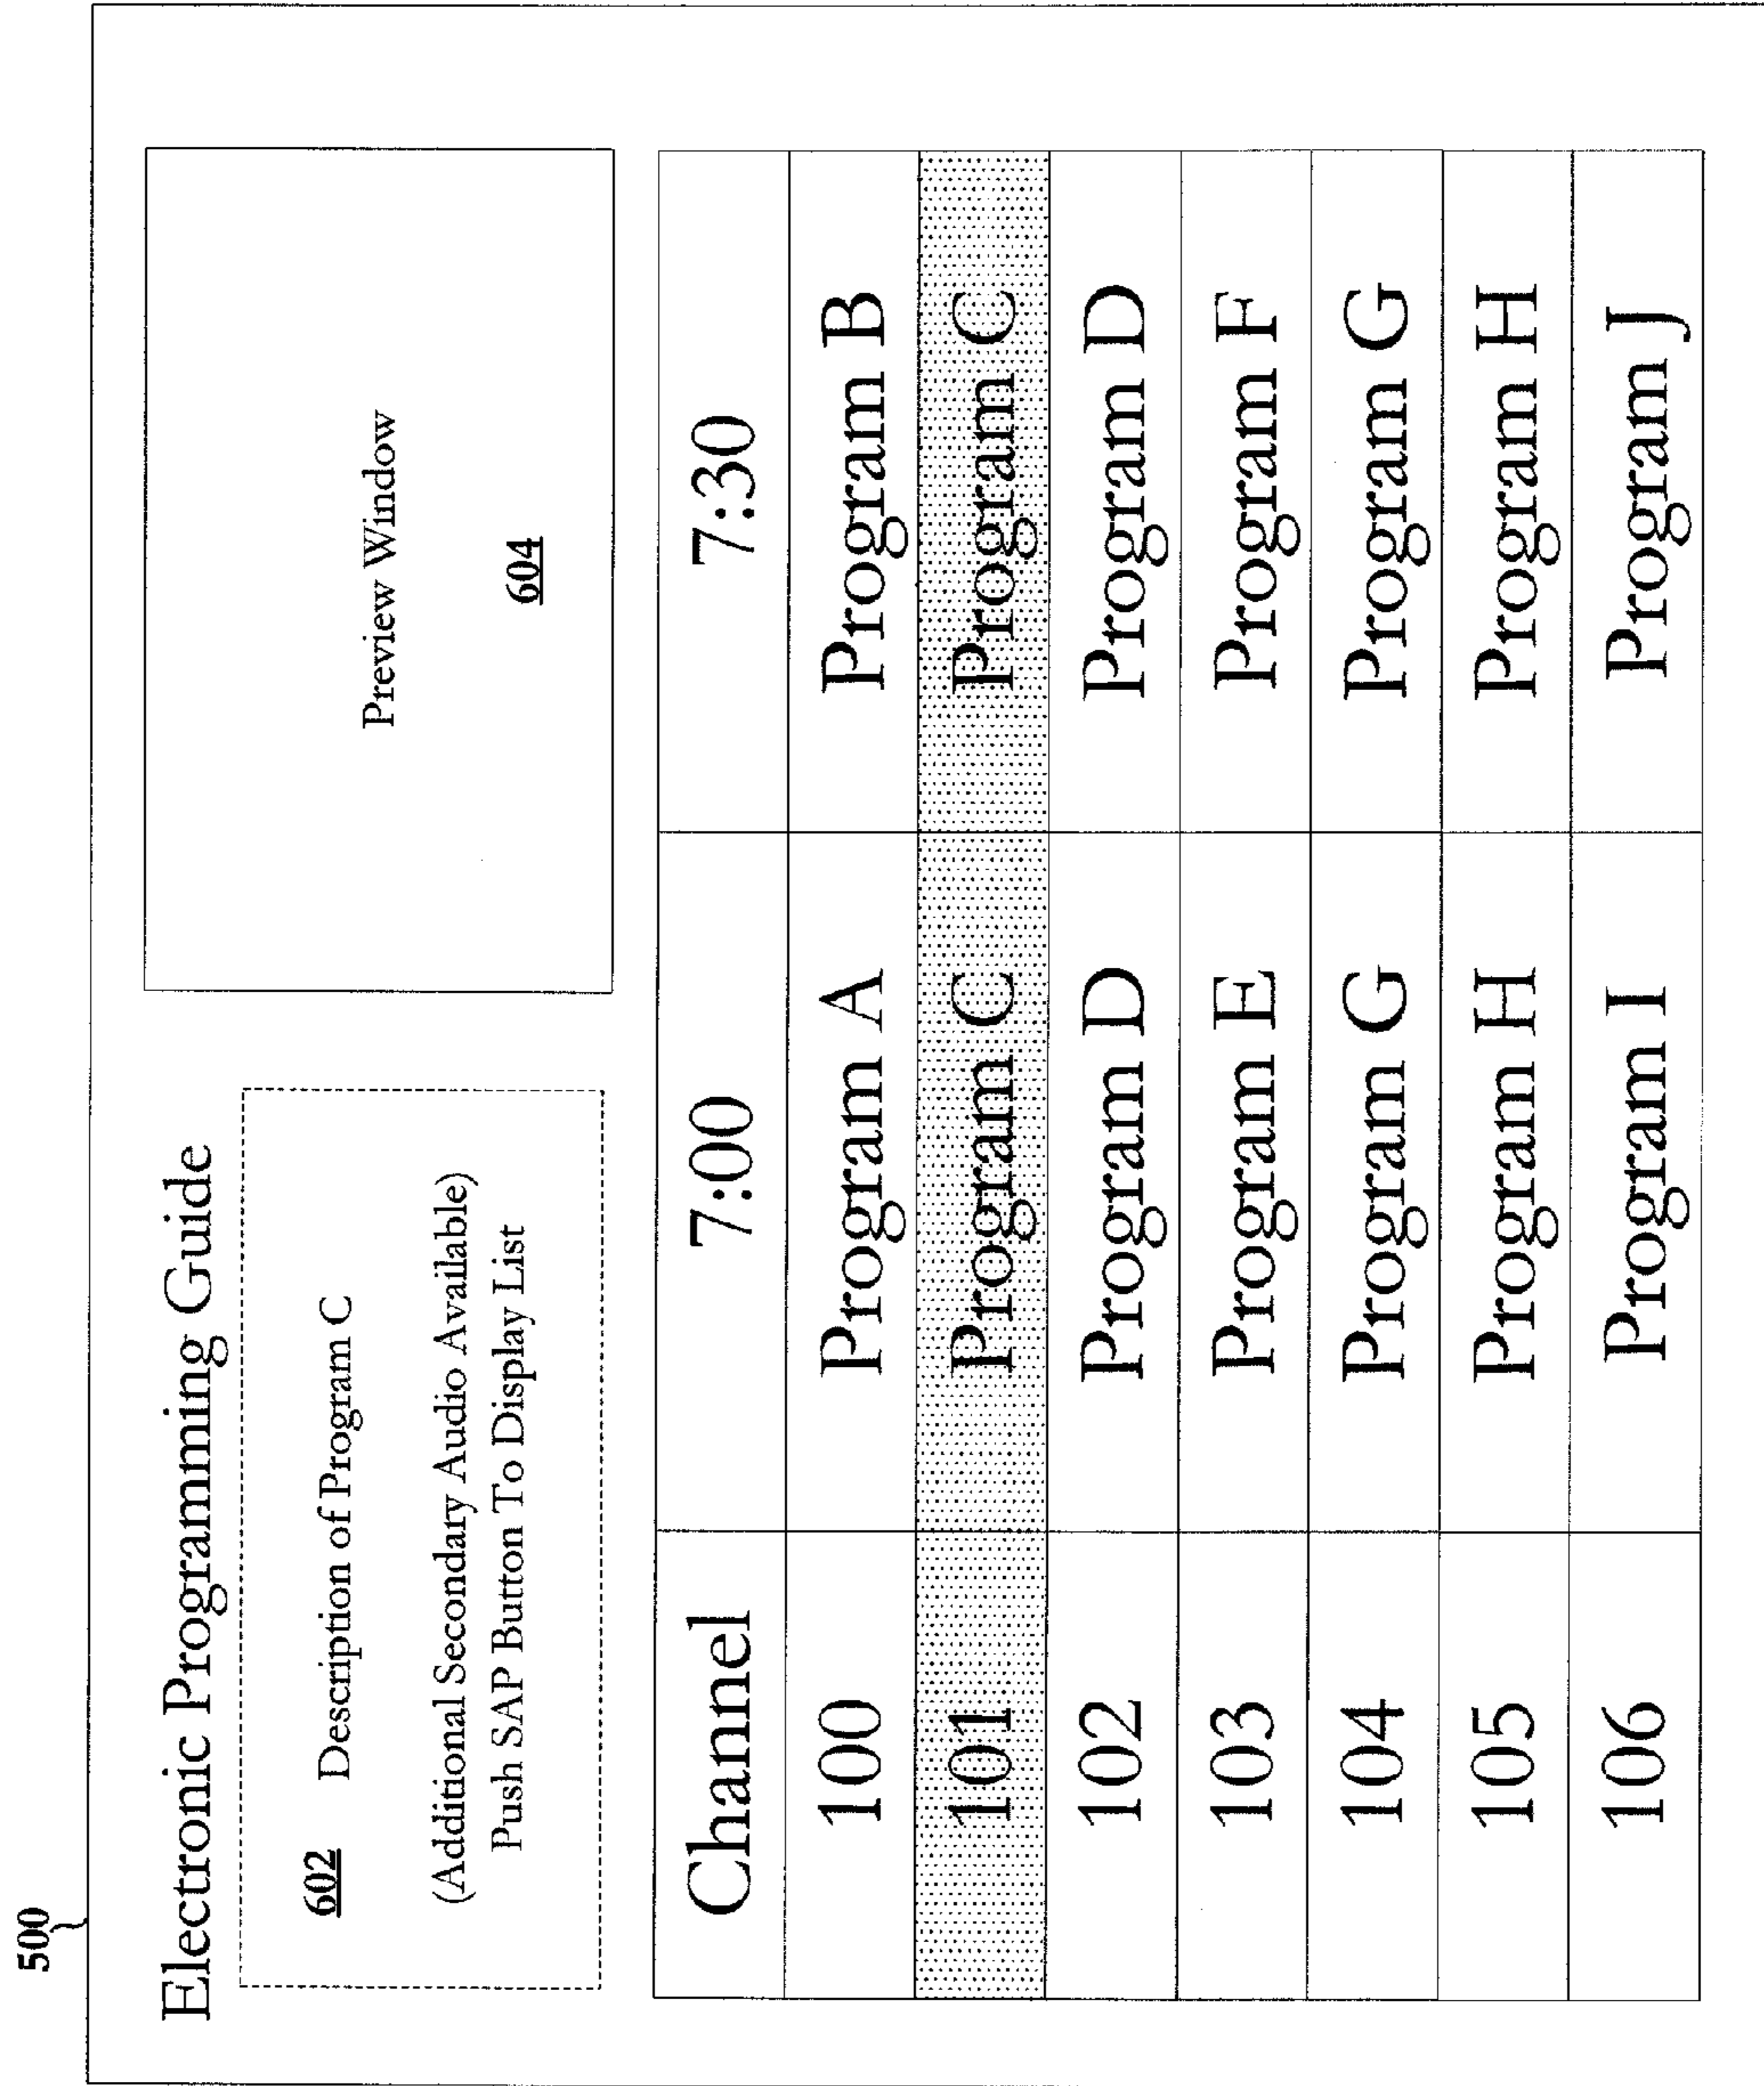 500
Electronic Programming Guide
602 Description of Program C
(Additional Secondary Audio Available)
Push SAP Button To Display List
Preview Window
604
Channel 7:00 7:30
100 Program A Program B
101 Program C Program C
102 Program D Program D
103 Program E Program F
104 Program G Program G
105 Program H Program H
106 Program I Program J